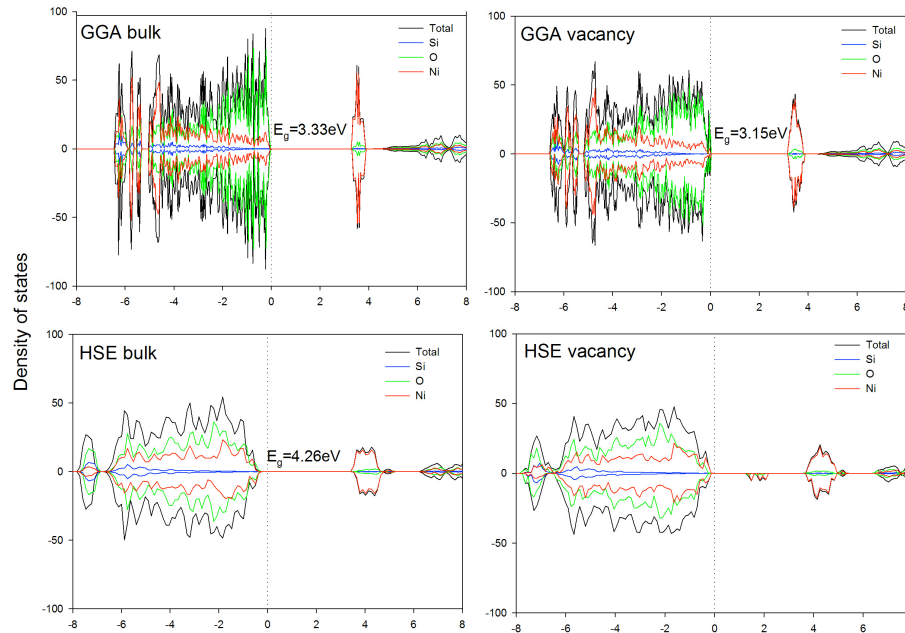 GGA bulk
Total
Si
O
Ni
E_g=3.33eV
100
50
0
-50
-100
-8
-6
-4
-2
0
2
4
6
8
GGA vacancy
Total
Si
O
Ni
E_g=3.15eV
100
50
0
-50
-100
-8
-6
-4
-2
0
2
4
6
8
Density of states
HSE bulk
Total
Si
O
Ni
E_g=4.26eV
100
50
0
-50
-100
-8
-6
-4
-2
0
2
4
6
8
HSE vacancy
Total
Si
O
Ni
100
50
0
-50
-100
-8
-6
-4
-2
0
2
4
6
8